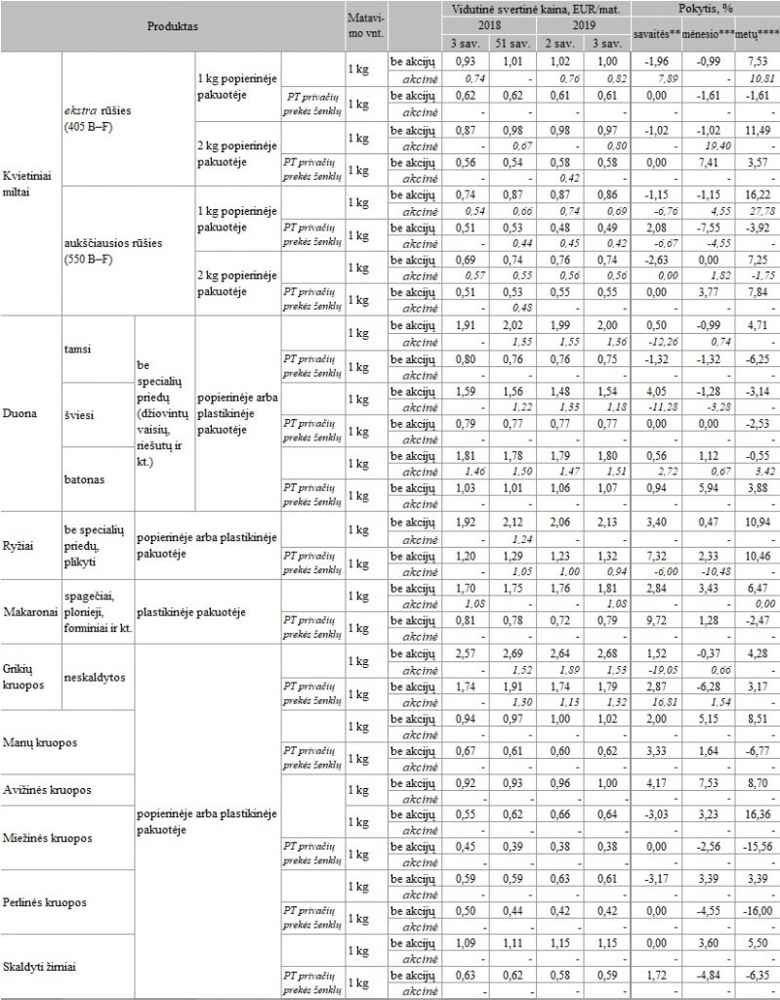 Produktas Matavi- Vidutinė svertinė kaina, EUR/mat. Pokytis, %
mo vnt. 2018 2019 savaitės** mėnesio*** metų****
3 sav. 51 sav. 2 sav. 3 sav.
Kvietiniai miltai
ekstra rūšies
(405 B–F)
1 kg popierinėje pakuotėje
1 kg be akcijų 0,93 1,01 1,02 1,00 -1,96 -0,99 7,53
akcinė 0,74 - 0,76 0,82 7,89 - 10,81
PT privačių prekės ženklų 1 kg be akcijų 0,62 0,62 0,61 0,61 0,00 -1,61 -1,61
akcinė - - - - - - -
2 kg popierinėje pakuotėje
1 kg be akcijų 0,87 0,98 0,98 0,97 -1,02 -1,02 11,49
akcinė - 0,67 - 0,80 - 19,40 -
PT privačių prekės ženklų 1 kg be akcijų 0,56 0,54 0,58 0,58 0,00 7,41 3,57
akcinė - - 0,42 - - - -
aukščiausios rūšies
(550 B–F)
1 kg popierinėje pakuotėje
1 kg be akcijų 0,74 0,87 0,87 0,86 -1,15 -1,15 16,22
akcinė 0,54 0,66 0,74 0,69 -6,76 4,55 27,78
PT privačių prekės ženklų 1 kg be akcijų 0,51 0,53 0,48 0,49 2,08 -7,55 -3,92
akcinė - 0,44 0,45 0,42 -6,67 -4,55 -
2 kg popierinėje pakuotėje
1 kg be akcijų 0,69 0,74 0,76 0,74 -2,63 0,00 7,25
akcinė 0,57 0,55 0,56 0,56 0,00 1,82 -1,75
PT privačių prekės ženklų 1 kg be akcijų 0,51 0,53 0,55 0,55 0,00 3,77 7,84
akcinė - 0,48 - - - - -
Duona
be specialių priedų (džiovintų vaisių, riešutų ir kt.)
popierinėje arba plastikinėje pakuotėje
tamsi
1 kg be akcijų 1,91 2,02 1,99 2,00 0,50 -0,99 4,71
akcinė - 1,35 1,55 1,36 -12,26 0,74 -
PT privačių prekės ženklų 1 kg be akcijų 0,80 0,76 0,76 0,75 -1,32 -1,32 -6,25
akcinė - - - - - - -
šviesi
1 kg be akcijų 1,59 1,56 1,48 1,54 4,05 -1,28 -3,14
akcinė - 1,22 1,33 1,18 -11,28 -3,28 -
PT privačių prekės ženklų 1 kg be akcijų 0,79 0,77 0,77 0,77 0,00 0,00 -2,53
akcinė - - - - - - -
batonas
1 kg be akcijų 1,81 1,78 1,79 1,80 0,56 1,12 -0,55
akcinė 1,46 1,50 1,47 1,51 2,72 0,67 3,42
PT privačių prekės ženklų 1 kg be akcijų 1,03 1,01 1,06 1,07 0,94 5,94 3,88
akcinė - - - - - - -
Ryžiai
be specialių priedų, plikyti
popierinėje arba plastikinėje pakuotėje
1 kg be akcijų 1,92 2,12 2,06 2,13 3,40 0,47 10,94
akcinė - 1,24 - - - - -
PT privačių prekės ženklų 1 kg be akcijų 1,20 1,29 1,23 1,32 7,32 2,33 10,46
akcinė - 1,05 1,00 0,94 -6,00 -10,48 -
Makaronai
spagečiai, plonieji, forminiai ir kt.
plastikinėje pakuotėje
1 kg be akcijų 1,70 1,75 1,76 1,81 2,84 3,43 6,47
akcinė 1,08 - - 1,08 - - 0,00
PT privačių prekės ženklų 1 kg be akcijų 0,81 0,78 0,72 0,79 9,72 1,28 -2,47
akcinė - - - - - - -
Grikių kruopos
neskaldytos
popierinėje arba plastikinėje pakuotėje
1 kg be akcijų 2,57 2,69 2,64 2,68 1,52 -0,37 4,28
akcinė - 1,52 1,89 1,53 -19,05 0,66 -
PT privačių prekės ženklų 1 kg be akcijų 1,74 1,91 1,74 1,79 2,87 -6,28 3,17
akcinė - 1,30 1,13 1,32 16,81 1,54 -
Manų kruopos
1 kg be akcijų 0,94 0,97 1,00 1,02 2,00 5,15 8,51
akcinė - - - - - - -
PT privačių prekės ženklų 1 kg be akcijų 0,67 0,61 0,60 0,62 3,33 1,64 -6,77
akcinė - - - - - - -
Avižinės kruopos
1 kg be akcijų 0,92 0,93 0,96 1,00 4,17 7,53 8,70
akcinė - - - - - - -
Miežinės kruopos
1 kg be akcijų 0,55 0,62 0,66 0,64 -3,03 3,23 16,36
akcinė - - - - - - -
PT privačių prekės ženklų 1 kg be akcijų 0,45 0,39 0,38 0,38 0,00 -2,56 -15,56
akcinė - - - - - - -
Perlinės kruopos
1 kg be akcijų 0,59 0,59 0,63 0,61 -3,17 3,39 3,39
akcinė - - - - - - -
PT privačių prekės ženklų 1 kg be akcijų 0,50 0,44 0,42 0,42 0,00 -4,55 -16,00
akcinė - - - - - - -
Skaldyti žirniai
1 kg be akcijų 1,09 1,11 1,15 1,15 0,00 3,60 5,50
akcinė - - - - - - -
PT privačių prekės ženklų 1 kg be akcijų 0,63 0,62 0,58 0,59 1,72 -4,84 -6,35
akcinė - - - - - - -